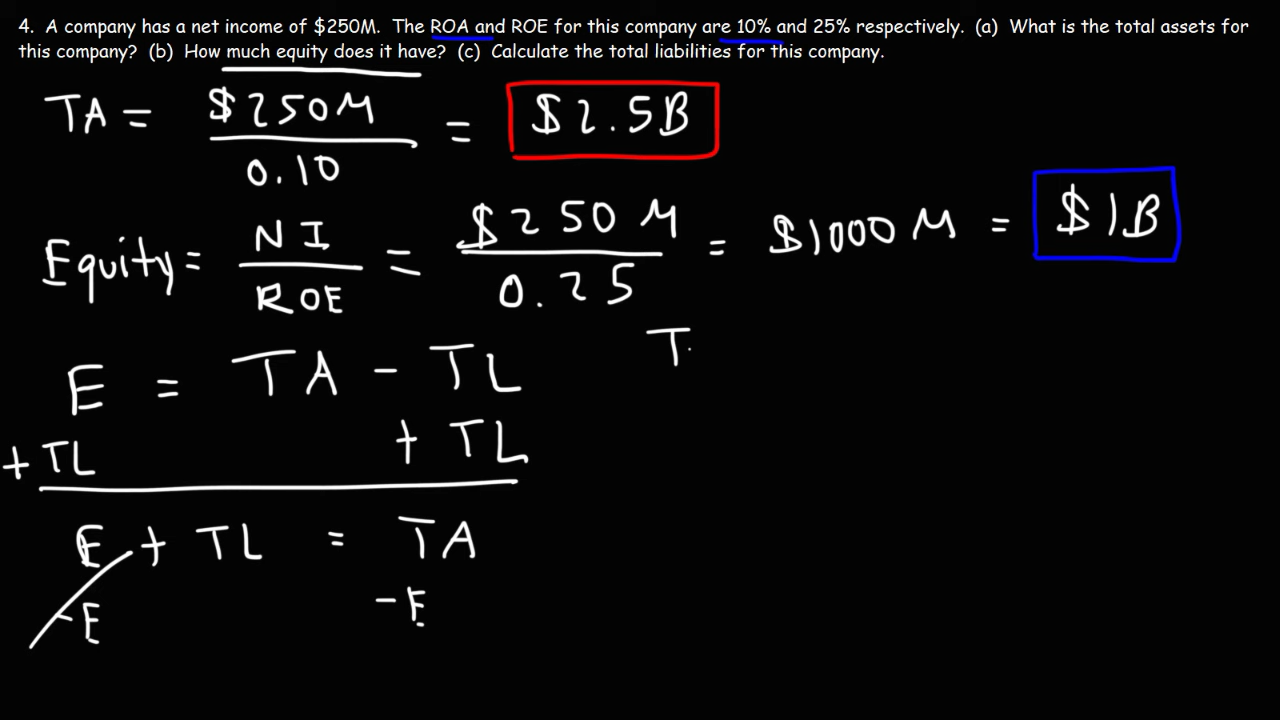 4. A company has a net income of $250M. The ROA and ROE for this company are 10% and 25% respectively. (a) What is the total assets for
this company? (b) How much equity does it have? (c) Calculate the total liabilities for this company.
TA = $250M / 0.10 = $2.5B
Equity = NI / ROE = $250M / 0.25 = $1000M = $1B
E = TA - TL
T
+ TL + TL
E + TL = TA
-E -E